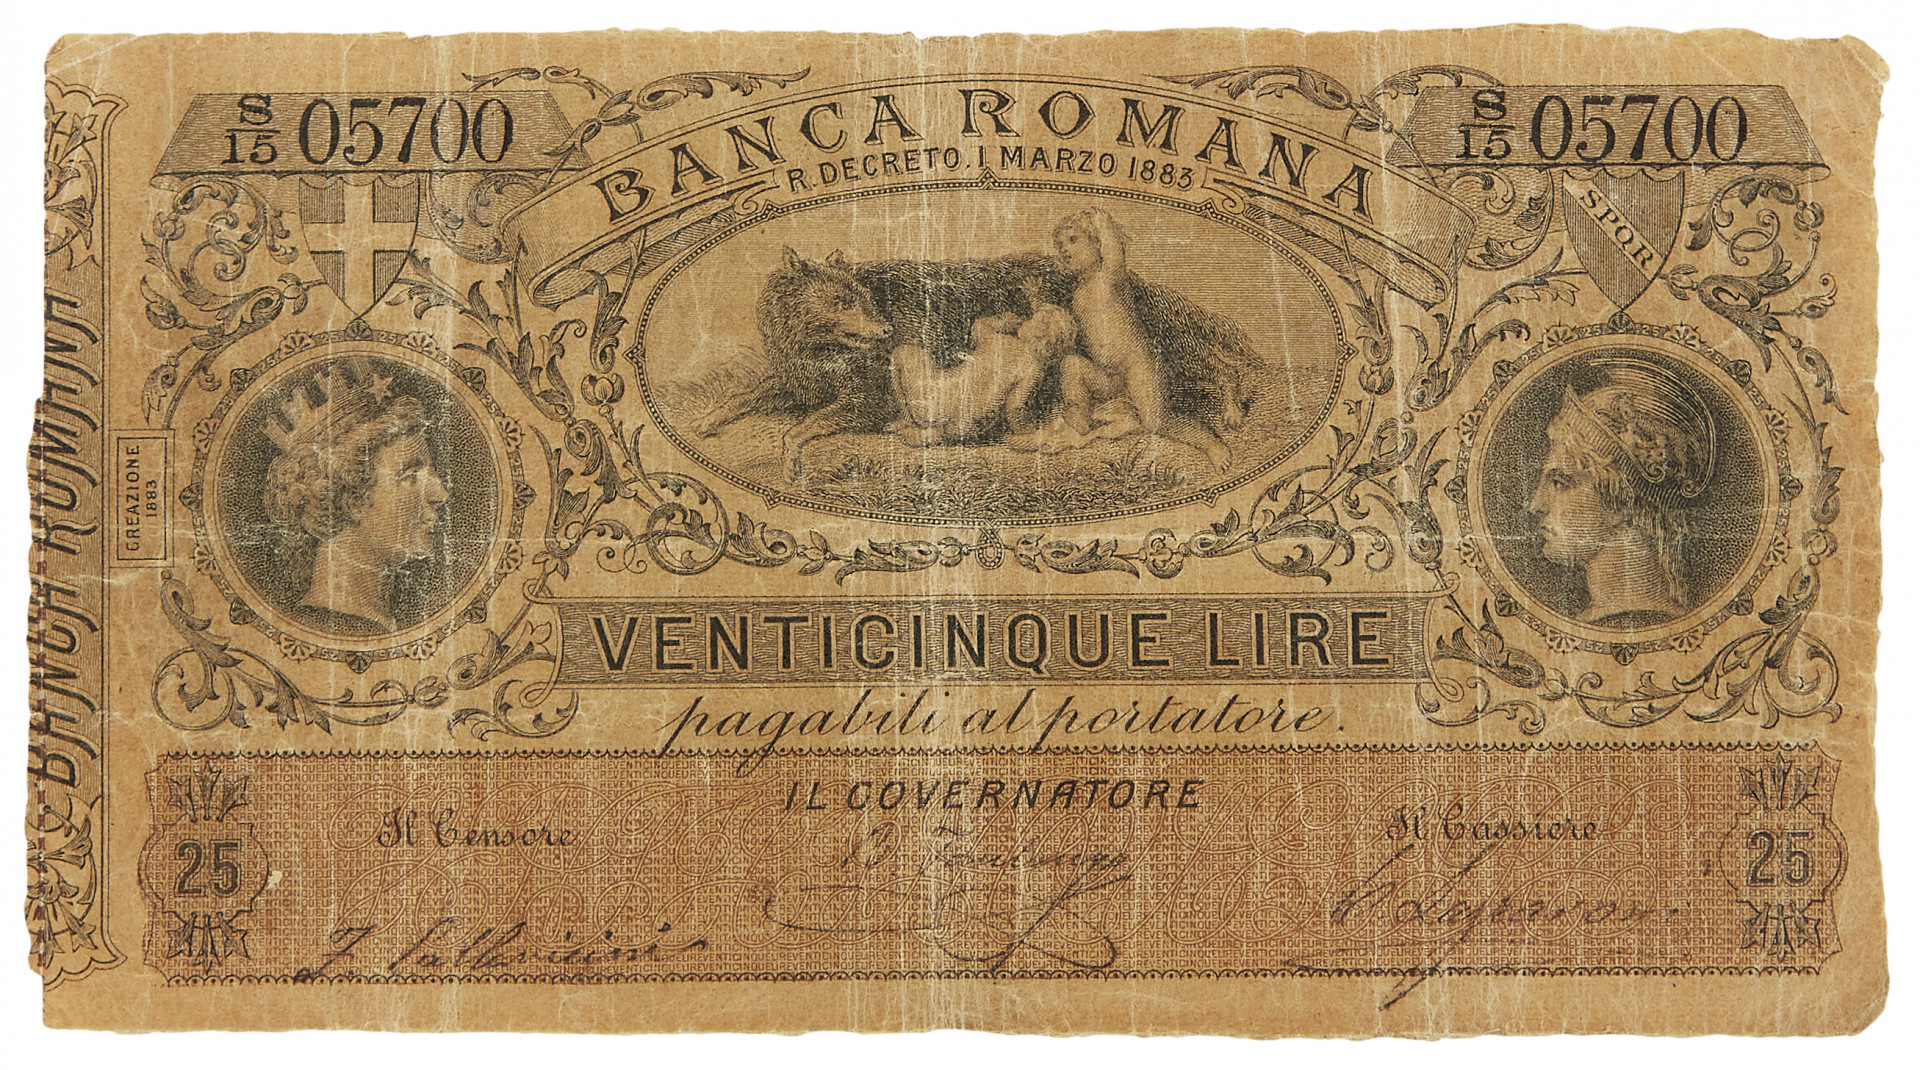 S/15 05700
BANCA ROMANA
S/15 05700
R. DECRETO. 1 MARZO 1883
SPQR
BANCA ROMANA
CREAZIONE
1883
VENTICINQUE LIRE
pagabili al portatore.
IL GOVERNATORE
Il Censore
Il Cassiere
25
25